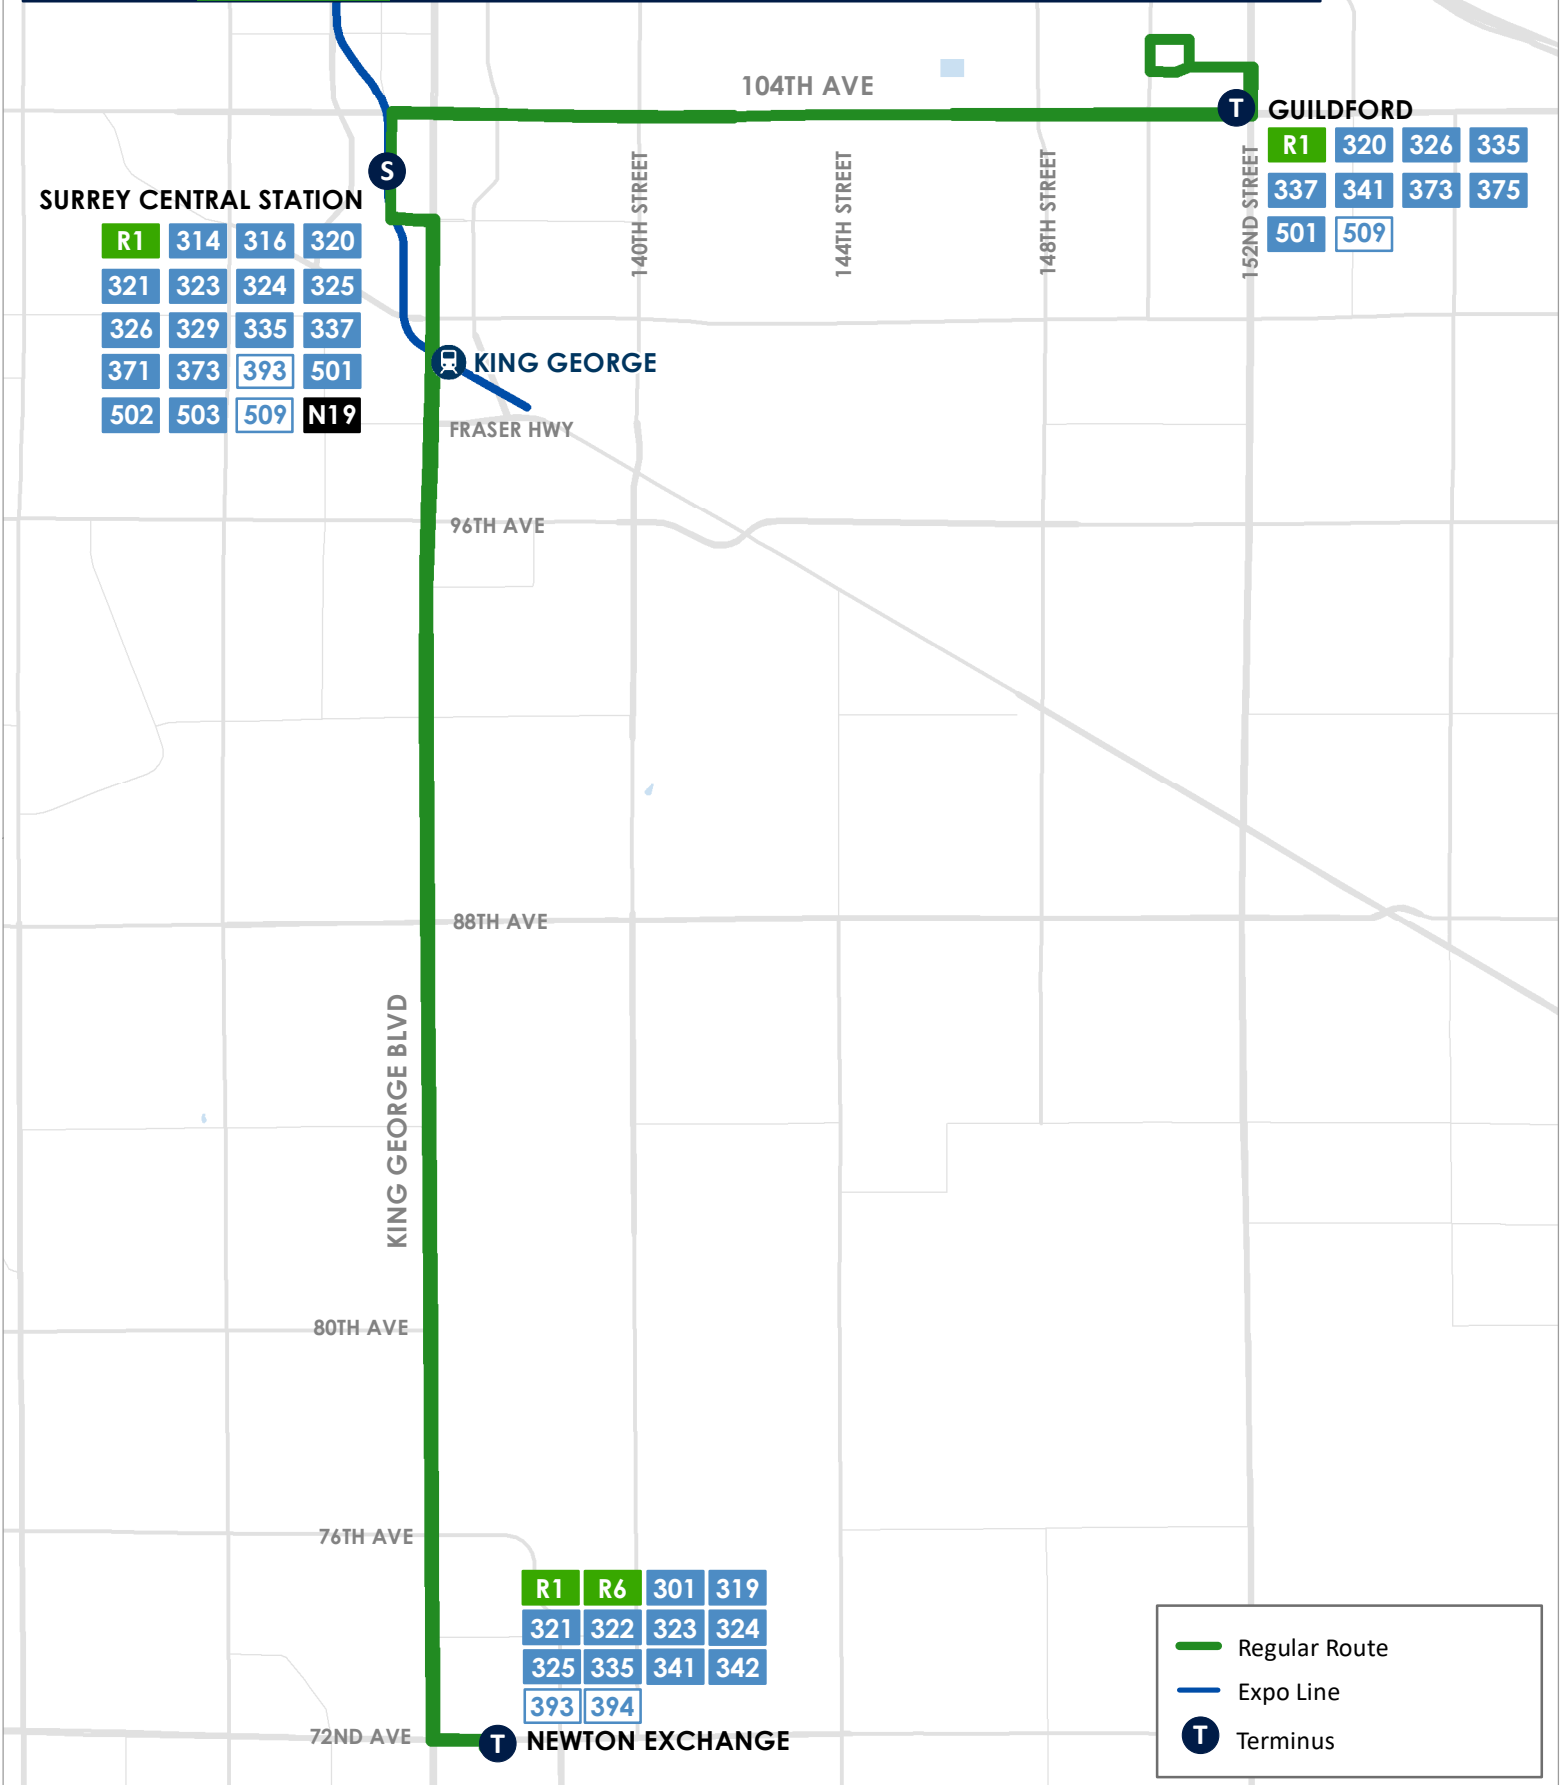 104TH AVE
T GUILDFORD
R1 320 326 335
337 341 373 375
501 509
S
SURREY CENTRAL STATION
R1 314 316 320
321 323 324 325
326 329 335 337
371 373 393 501
502 503 509 N19
140TH STREET
144TH STREET
148TH STREET
152ND STREET
KING GEORGE
FRASER HWY
96TH AVE
88TH AVE
KING GEORGE BLVD
80TH AVE
76TH AVE
R1 R6 301 319
321 322 323 324
325 335 341 342
393 394
72ND AVE
T NEWTON EXCHANGE
Regular Route
Expo Line
T Terminus